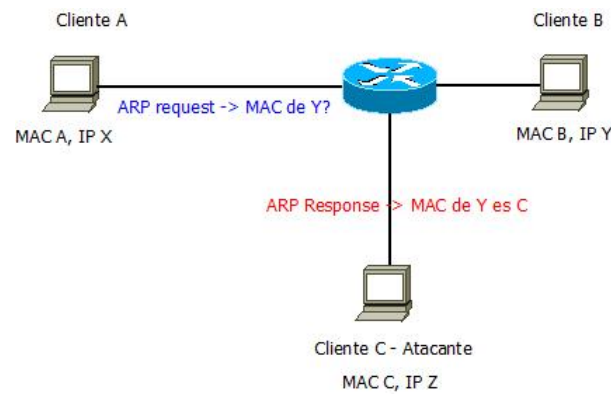 Cliente A
Cliente B
ARP request -> MAC de Y?
MAC A, IP X
MAC B, IP Y
ARP Response -> MAC de Y es C
Cliente C - Atacante
MAC C, IP Z